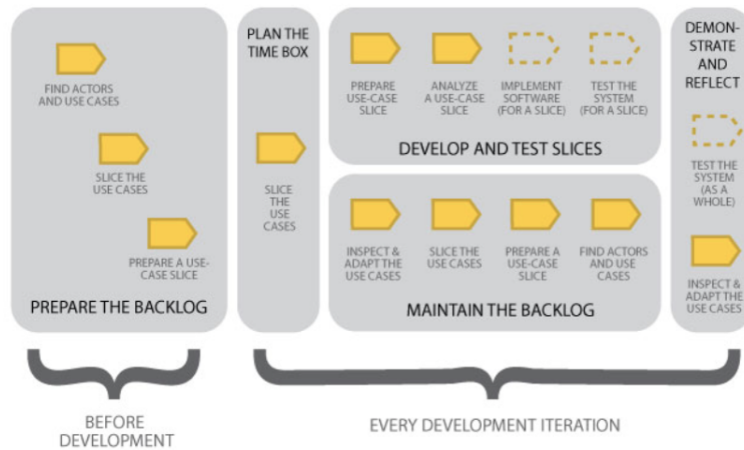 FIND ACTORS
AND USE CASES
SLICE THE
USE CASES
PREPARE A USE-
CASE SLICE
PREPARE THE BACKLOG
PLAN THE
TIME BOX
SLICE
THE
USE
CASES
PREPARE
USE-CASE
SLICE
ANALYZE
A USE-CASE
SLICE
IMPLEMENT
SOFTWARE
(FOR A SLICE)
TEST THE
SYSTEM
(FOR A SLICE)
DEVELOP AND TEST SLICES
INSPECT &
ADAPT THE
USE CASES
SLICE THE
USE CASES
PREPARE A
USE-CASE
SLICE
FIND ACTORS
AND USE
CASES
MAINTAIN THE BACKLOG
DEMON-
STRATE
AND
REFLECT
TEST THE
SYSTEM
(AS A
WHOLE)
INSPECT &
ADAPT THE
USE CASES
BEFORE
DEVELOPMENT
EVERY DEVELOPMENT ITERATION